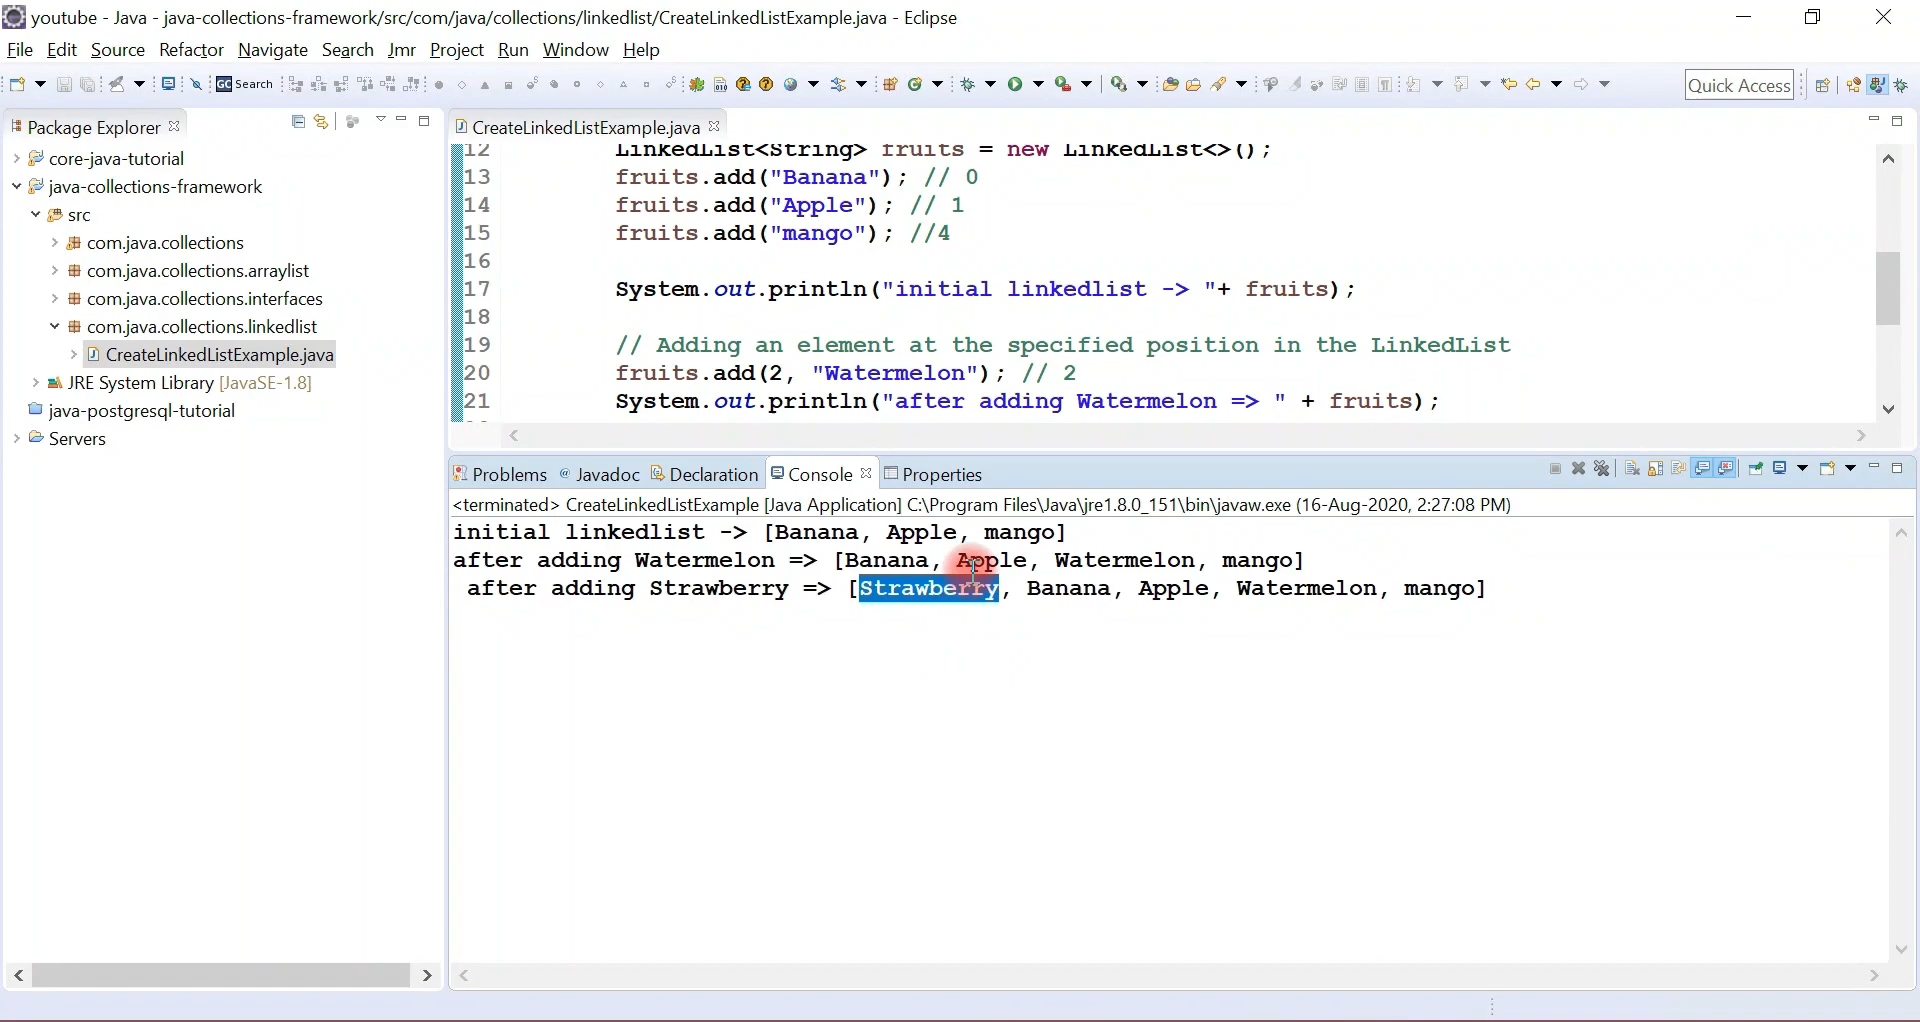 youtube - Java - java-collections-framework/src/com/java/collections/linkedlist/CreateLinkedListExample.java - Eclipse
File Edit Source Refactor Navigate Search Jmr Project Run Window Help
GC Search
Quick Access
Package Explorer
CreateLinkedListExample.java
core-java-tutorial
java-collections-framework
src
com.java.collections
com.java.collections.arraylist
com.java.collections.interfaces
com.java.collections.linkedlist
CreateLinkedListExample.java
JRE System Library [JavaSE-1.8]
java-postgresql-tutorial
Servers
12 LinkedList<String> fruits = new LinkedList<>();
13 fruits.add("Banana"); // 0
14 fruits.add("Apple"); // 1
15 fruits.add("mango"); //4
16
17 System.out.println("initial linkedlist -> "+ fruits);
18
19 // Adding an element at the specified position in the LinkedList
20 fruits.add(2, "Watermelon"); // 2
21 System.out.println("after adding Watermelon => " + fruits);
Problems Javadoc Declaration Console Properties
<terminated> CreateLinkedListExample [Java Application] C:\Program Files\Java\jre1.8.0_151\bin\javaw.exe (16-Aug-2020, 2:27:08 PM)
initial linkedlist -> [Banana, Apple, mango]
after adding Watermelon => [Banana, Apple, Watermelon, mango]
after adding Strawberry => [Strawberry, Banana, Apple, Watermelon, mango]